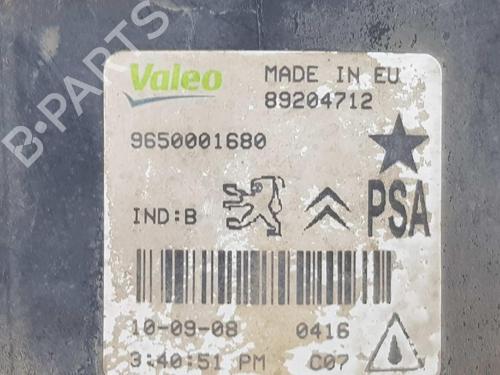 B-PARTS
Valeo
MADE IN EU
89204712
9650001680
IND:B
PSA
10-09-08 0416
3:40:51 PM C07